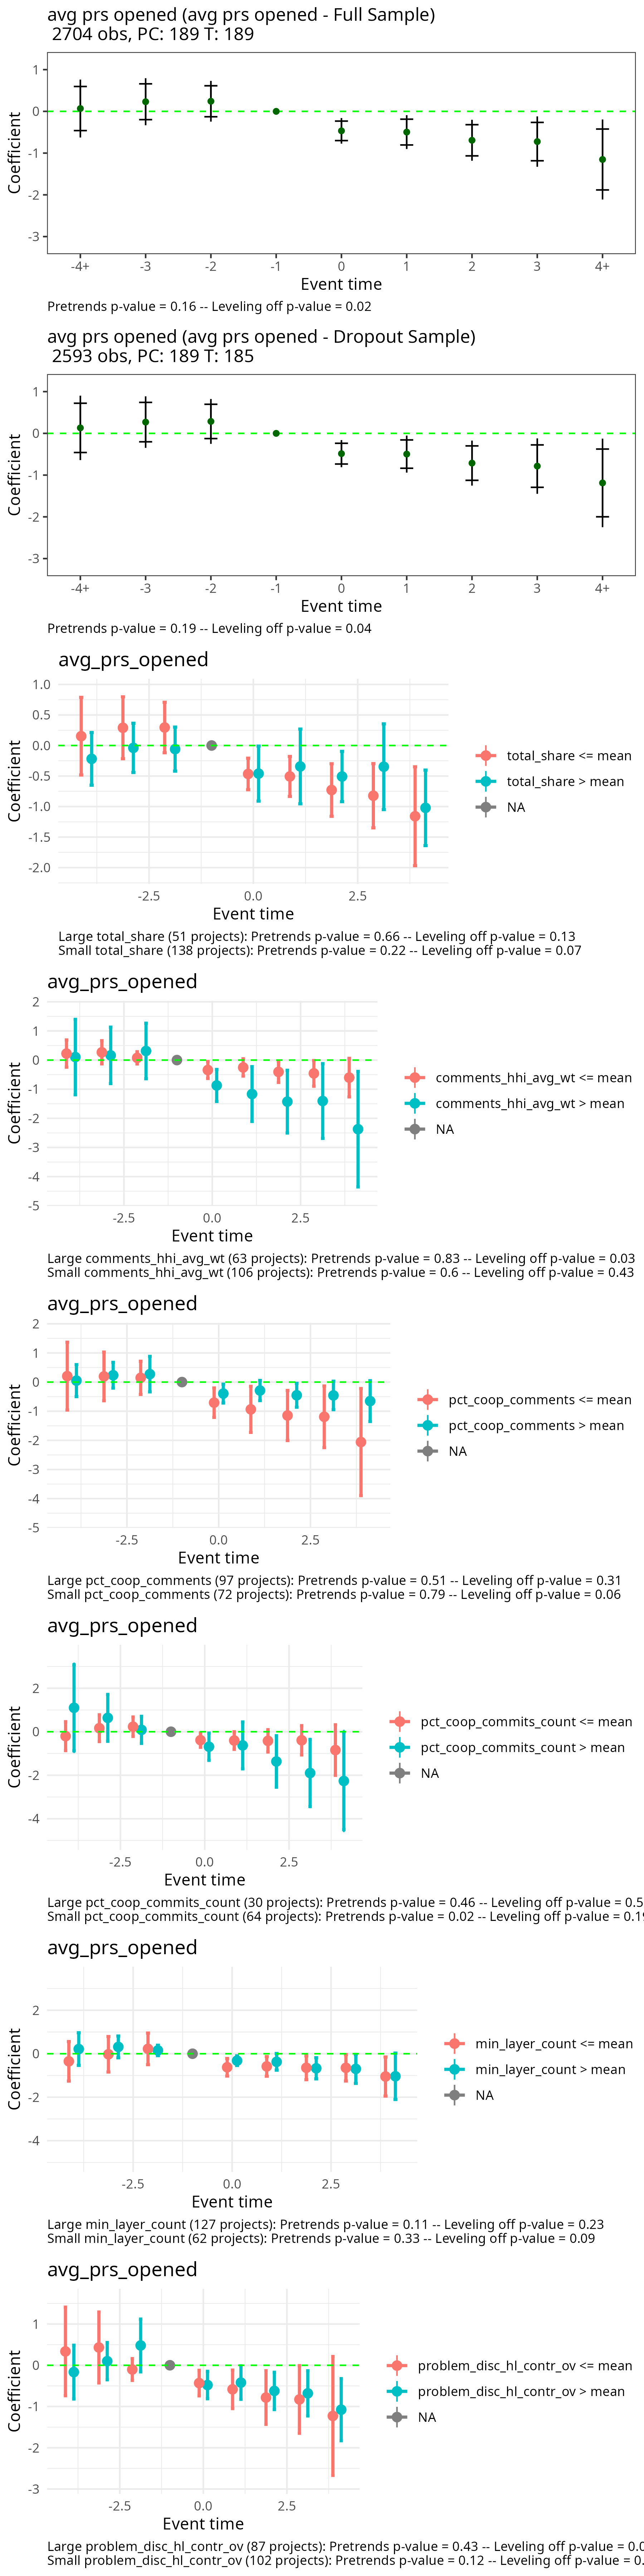 avg prs opened (avg prs opened - Full Sample)
2704 obs, PC: 189 T: 189
1
0
-1
-2
-3
Coefficient
-4+ -3 -2 -1 0 1 2 3 4+
Event time
Pretrends p-value = 0.16 -- Leveling off p-value = 0.02
avg prs opened (avg prs opened - Dropout Sample)
2593 obs, PC: 189 T: 185
1
0
-1
-2
-3
Coefficient
-4+ -3 -2 -1 0 1 2 3 4+
Event time
Pretrends p-value = 0.19 -- Leveling off p-value = 0.04
avg_prs_opened
1.0
0.5
0.0
-0.5
-1.0
-1.5
-2.0
Coefficient
-2.5 0.0 2.5
Event time
total_share <= mean
total_share > mean
NA
Large total_share (51 projects): Pretrends p-value = 0.66 -- Leveling off p-value = 0.13
Small total_share (138 projects): Pretrends p-value = 0.22 -- Leveling off p-value = 0.07
avg_prs_opened
2
1
0
-1
-2
-3
-4
-5
Coefficient
-2.5 0.0 2.5
Event time
comments_hhi_avg_wt <= mean
comments_hhi_avg_wt > mean
NA
Large comments_hhi_avg_wt (63 projects): Pretrends p-value = 0.83 -- Leveling off p-value = 0.03
Small comments_hhi_avg_wt (106 projects): Pretrends p-value = 0.6 -- Leveling off p-value = 0.43
avg_prs_opened
2
1
0
-1
-2
-3
-4
-5
Coefficient
-2.5 0.0 2.5
Event time
pct_coop_comments <= mean
pct_coop_comments > mean
NA
Large pct_coop_comments (97 projects): Pretrends p-value = 0.51 -- Leveling off p-value = 0.31
Small pct_coop_comments (72 projects): Pretrends p-value = 0.79 -- Leveling off p-value = 0.06
avg_prs_opened
2
0
-2
-4
Coefficient
-2.5 0.0 2.5
Event time
pct_coop_commits_count <= mean
pct_coop_commits_count > mean
NA
Large pct_coop_commits_count (30 projects): Pretrends p-value = 0.46 -- Leveling off p-value = 0.5
Small pct_coop_commits_count (64 projects): Pretrends p-value = 0.02 -- Leveling off p-value = 0.19
avg_prs_opened
2
0
-2
-4
Coefficient
-2.5 0.0 2.5
Event time
min_layer_count <= mean
min_layer_count > mean
NA
Large min_layer_count (127 projects): Pretrends p-value = 0.11 -- Leveling off p-value = 0.23
Small min_layer_count (62 projects): Pretrends p-value = 0.33 -- Leveling off p-value = 0.09
avg_prs_opened
1
0
-1
-2
-3
Coefficient
-2.5 0.0 2.5
Event time
problem_disc_hl_contr_ov <= mean
problem_disc_hl_contr_ov > mean
NA
Large problem_disc_hl_contr_ov (87 projects): Pretrends p-value = 0.43 -- Leveling off p-value =
Small problem_disc_hl_contr_ov (102 projects): Pretrends p-value = 0.12 -- Leveling off p-value =